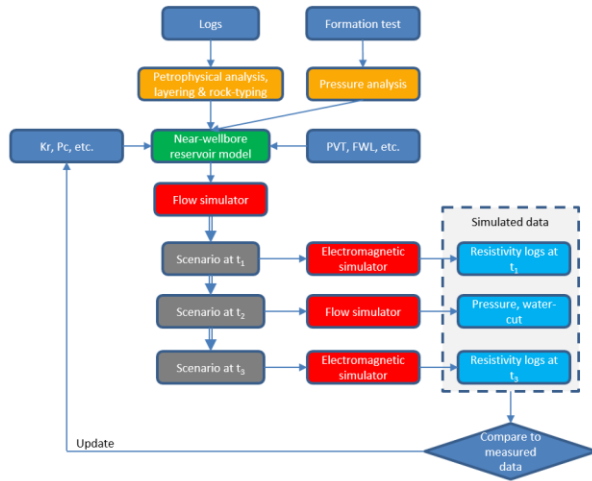 Logs
Formation test
Petrophysical analysis,
layering & rock-typing
Pressure analysis
Kr, Pc, etc.
Near-wellbore
reservoir model
PVT, FWL, etc.
Flow simulator
Simulated data
Scenario at t₁
Electromagnetic
simulator
Resistivity logs at
t₁
Scenario at t₂
Flow simulator
Pressure, water-
cut
Scenario at t₃
Electromagnetic
simulator
Resistivity logs at
t₃
Update
Compare to
measured
data